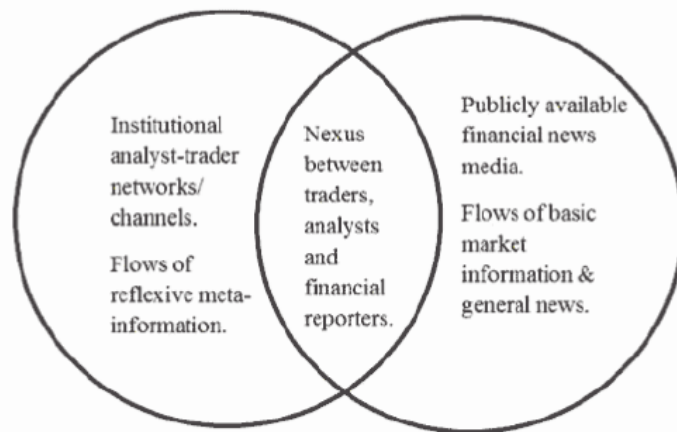 Institutional
analyst-trader
networks/
channels.
Flows of
reflexive meta-
information.
Nexus
between
traders,
analysts
and
financial
reporters.
Publicly available
financial news
media.
Flows of basic
market
information &
general news.